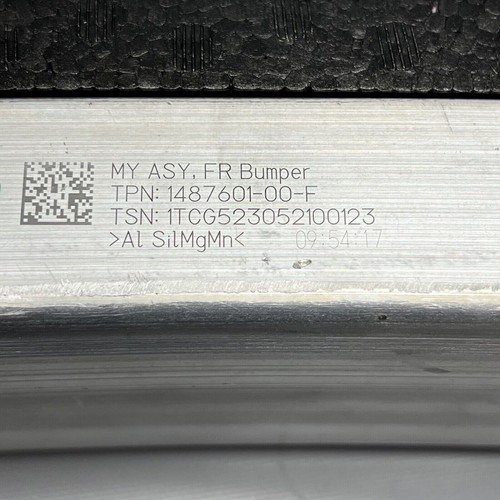 MY ASY, FR Bumper
TPN: 1487601-00-F
TSN: 1TCG523052100123
>Al SilMgMn< 09:54:17